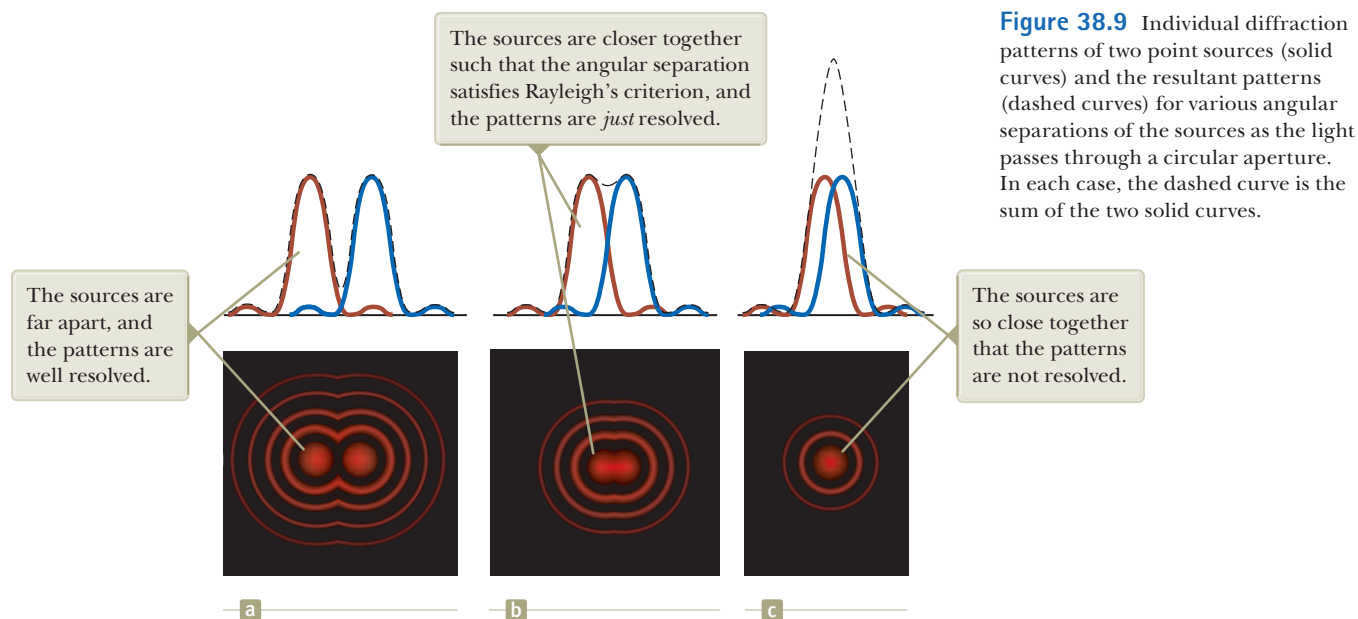 The sources are closer together
such that the angular separation
satisfies Rayleigh's criterion, and
the patterns are just resolved.
Figure 38.9 Individual diffraction
patterns of two point sources (solid
curves) and the resultant patterns
(dashed curves) for various angular
separations of the sources as the light
passes through a circular aperture.
In each case, the dashed curve is the
sum of the two solid curves.
The sources are
far apart, and
the patterns are
well resolved.
The sources are
so close together
that the patterns
are not resolved.
a
b
c